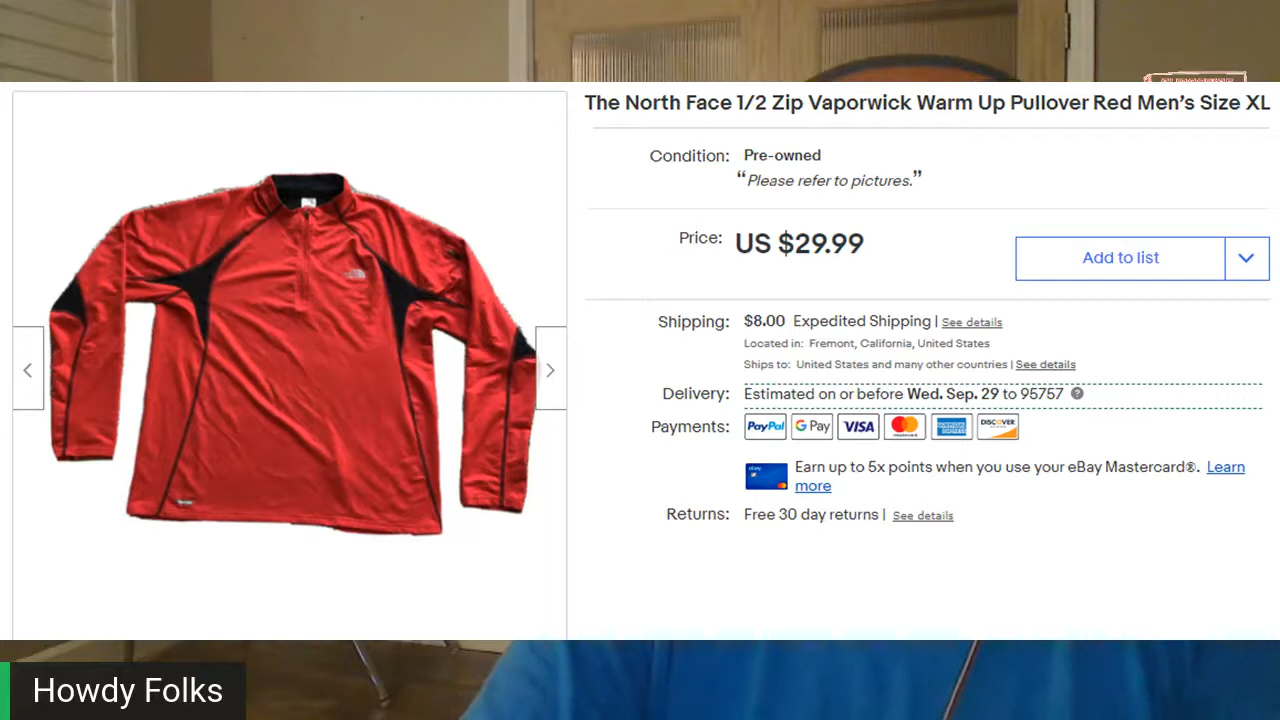 The North Face 1/2 Zip Vaporwick Warm Up Pullover Red Men's Size XL
Condition: Pre-owned
“Please refer to pictures.”
Price: US $29.99
Add to list
Shipping: $8.00 Expedited Shipping | See details
Located in: Fremont, California, United States
Ships to: United States and many other countries | See details
Delivery: Estimated on or before Wed. Sep. 29 to 95757 ?
Payments: PayPal G Pay VISA mastercard AMERICAN EXPRESS DISCOVER
ebay Earn up to 5x points when you use your eBay Mastercard®. Learn
more
Returns: Free 30 day returns | See details
Howdy Folks